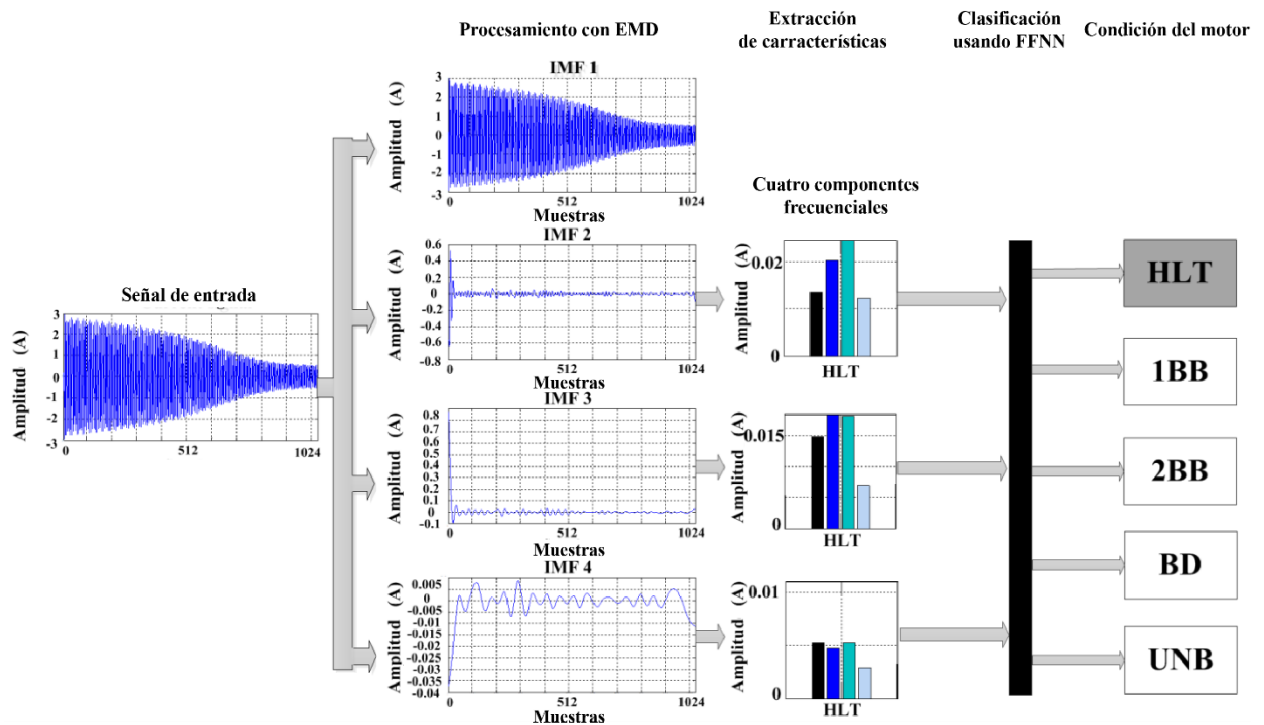 Procesamiento con EMD
Extracción
de carracterísticas
Clasificación
usando FFNN
Condición del motor
IMF 1
Amplitud (A)
3
2
1
0
-1
-2
-3
0
512
1024
Muestras
IMF 2
Amplitud (A)
0.6
0.4
0.2
0
-0.2
-0.4
-0.6
-0.8
0
512
1024
Muestras
IMF 3
Amplitud (A)
0.8
0.7
0.6
0.5
0.4
0.3
0.2
0.1
0
-0.1
0
512
1024
Muestras
IMF 4
Amplitud (A)
0.005
0
-0.005
-0.01
-0.015
-0.02
-0.025
-0.03
-0.035
-0.04
0
512
1024
Muestras
Señal de entrada
Amplitud (A)
3
2
1
0
-1
-2
-3
0
512
1024
Cuatro componentes
frecuenciales
Amplitud (A)
0.02
0
HLT
Amplitud (A)
0.015
0
HLT
Amplitud (A)
0.01
0
HLT
HLT
1BB
2BB
BD
UNB